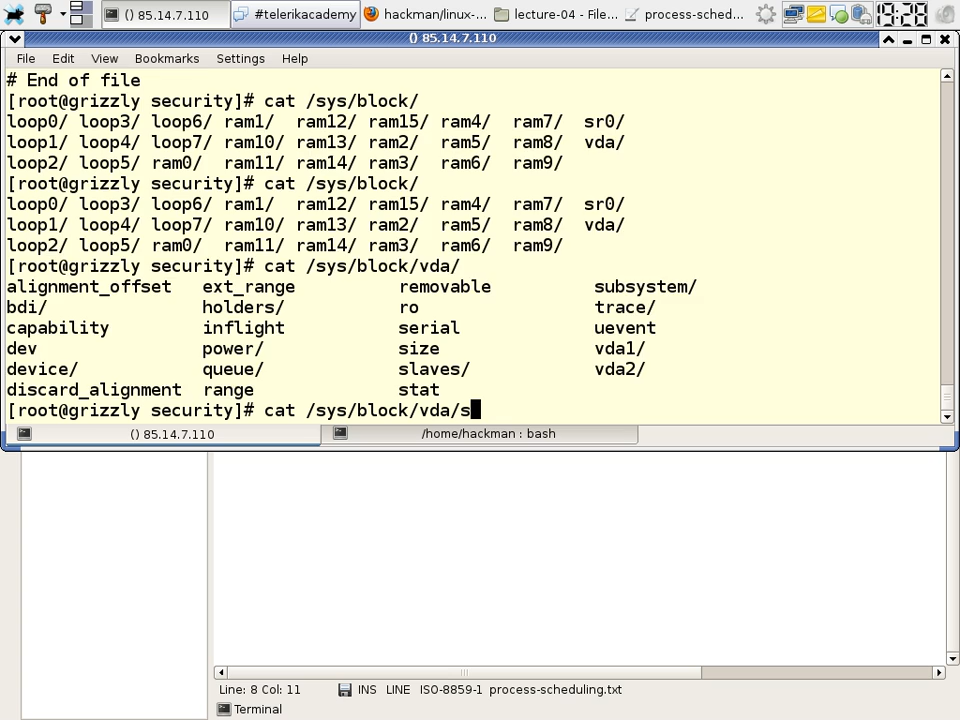 () 85.14.7.110 #telerikacademy hackman/linux-... lecture-04 - File... process-sched... 19:28
() 85.14.7.110
File Edit View Bookmarks Settings Help
# End of file
[root@grizzly security]# cat /sys/block/
loop0/ loop3/ loop6/ ram1/ ram12/ ram15/ ram4/ ram7/ sr0/
loop1/ loop4/ loop7/ ram10/ ram13/ ram2/ ram5/ ram8/ vda/
loop2/ loop5/ ram0/ ram11/ ram14/ ram3/ ram6/ ram9/
[root@grizzly security]# cat /sys/block/
loop0/ loop3/ loop6/ ram1/ ram12/ ram15/ ram4/ ram7/ sr0/
loop1/ loop4/ loop7/ ram10/ ram13/ ram2/ ram5/ ram8/ vda/
loop2/ loop5/ ram0/ ram11/ ram14/ ram3/ ram6/ ram9/
[root@grizzly security]# cat /sys/block/vda/
alignment_offset ext_range removable subsystem/
bdi/ holders/ ro trace/
capability inflight serial uevent
dev power/ size vda1/
device/ queue/ slaves/ vda2/
discard_alignment range stat
[root@grizzly security]# cat /sys/block/vda/s
() 85.14.7.110 /home/hackman : bash
Line: 8 Col: 11 INS LINE ISO-8859-1 process-scheduling.txt
Terminal